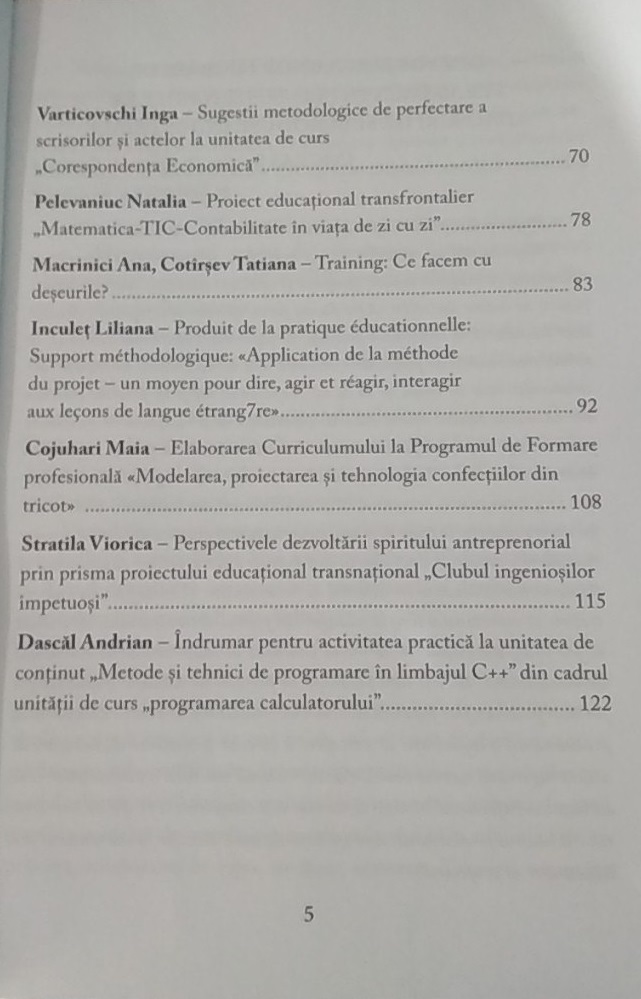 Varticovschi Inga – Sugestii metodologice de perfectare a
scrisorilor și actelor la unitatea de curs
„Corespondența Economică”.......................................................... 70
Pelevaniuc Natalia – Proiect educațional transfrontalier
„Matematica-TIC-Contabilitate în viața de zi cu zi”........................ 78
Macrinici Ana, Cotîrșev Tatiana – Training: Ce facem cu
deșeurile? ........................................................................................ 83
Inculeț Liliana – Produit de la pratique éducationnelle:
Support méthodologique: «Application de la méthode
du projet – un moyen pour dire, agir et réagir, interagir
aux leçons de langue étrang7re»....................................................... 92
Cojuhari Maia – Elaborarea Curriculumului la Programul de Formare
profesională «Modelarea, proiectarea și tehnologia confecțiilor din
tricot» ............................................................................................. 108
Stratila Viorica – Perspectivele dezvoltării spiritului antreprenorial
prin prisma proiectului educațional transnațional „Clubul ingenioșilor
impetuoși”........................................................................................ 115
Dascăl Andrian – Îndrumar pentru activitatea practică la unitatea de
conținut „Metode și tehnici de programare în limbajul C++” din cadrul
unității de curs „programarea calculatorului”..................................... 122
5